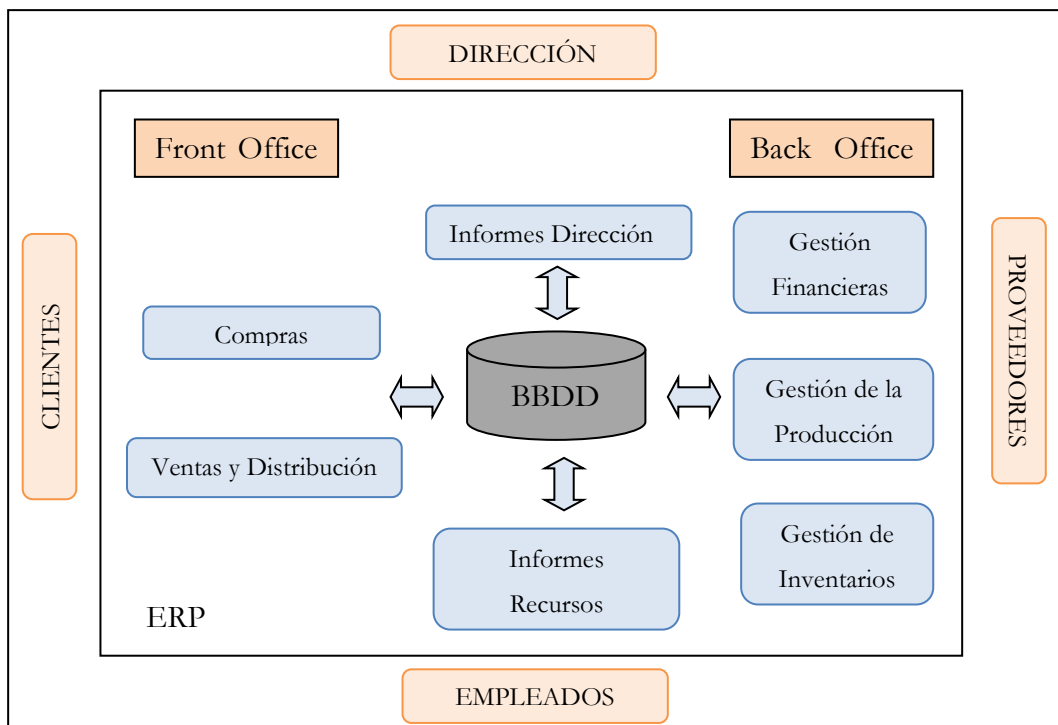 DIRECCIÓN
Front Office
Back Office
Informes Dirección
Gestión
Financieras
CLIENTES
Compras
BBDD
Gestión de la
Producción
PROVEEDORES
Ventas y Distribución
Informes
Recursos
Gestión de
Inventarios
ERP
EMPLEADOS